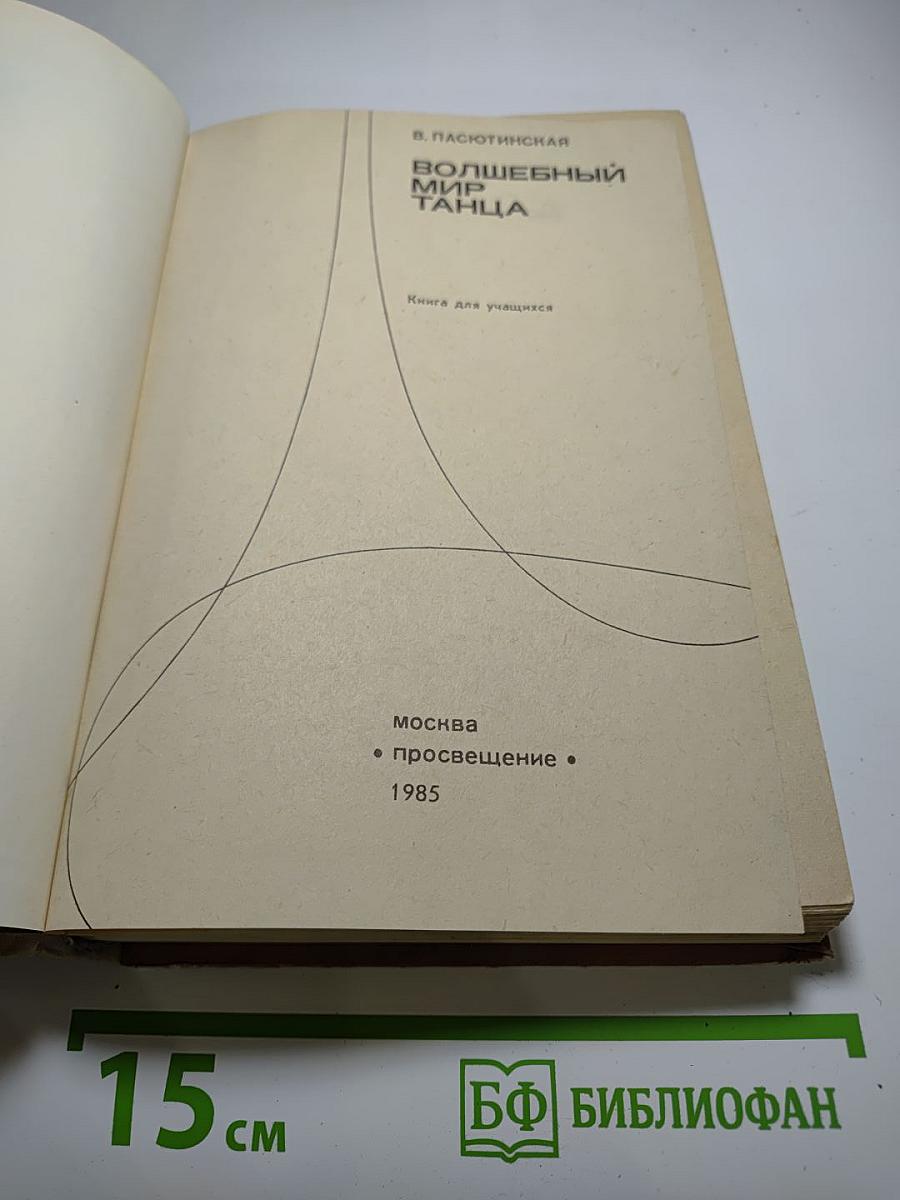 В. ПАСЮТИНСКАЯ
ВОЛШЕБНЫЙ
МИР
ТАНЦА
Книга для учащихся
москва
• просвещение •
1985
15 см
БФ БИБЛИОФАН